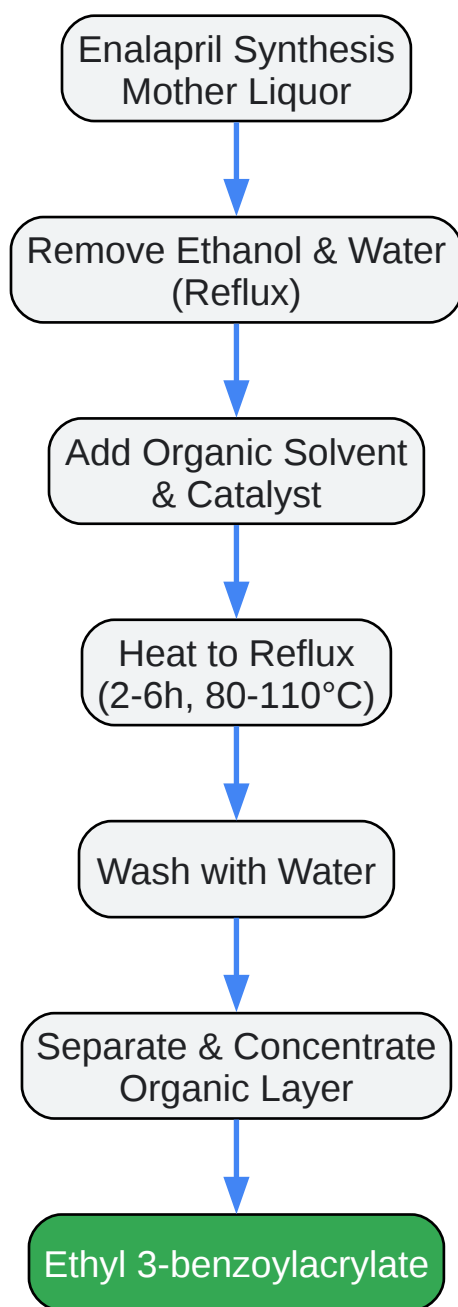 Enalapril Synthesis
Mother Liquor
Remove Ethanol & Water
(Reflux)
Add Organic Solvent
& Catalyst
Heat to Reflux
(2-6h, 80-110°C)
Wash with Water
Separate & Concentrate
Organic Layer
Ethyl 3-benzoylacrylate